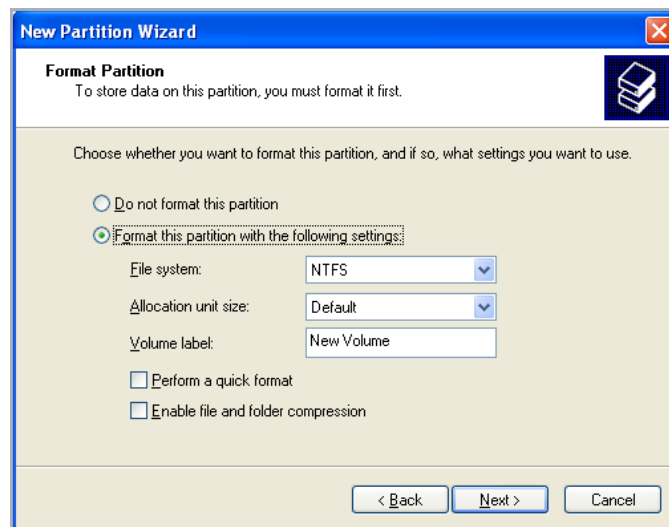 New Partition Wizard
Format Partition
To store data on this partition, you must format it first.
Choose whether you want to format this partition, and if so, what settings you want to use.
Do not format this partition
Format this partition with the following settings:
File system: NTFS
Allocation unit size: Default
Volume label: New Volume
Perform a quick format
Enable file and folder compression
< Back Next > Cancel